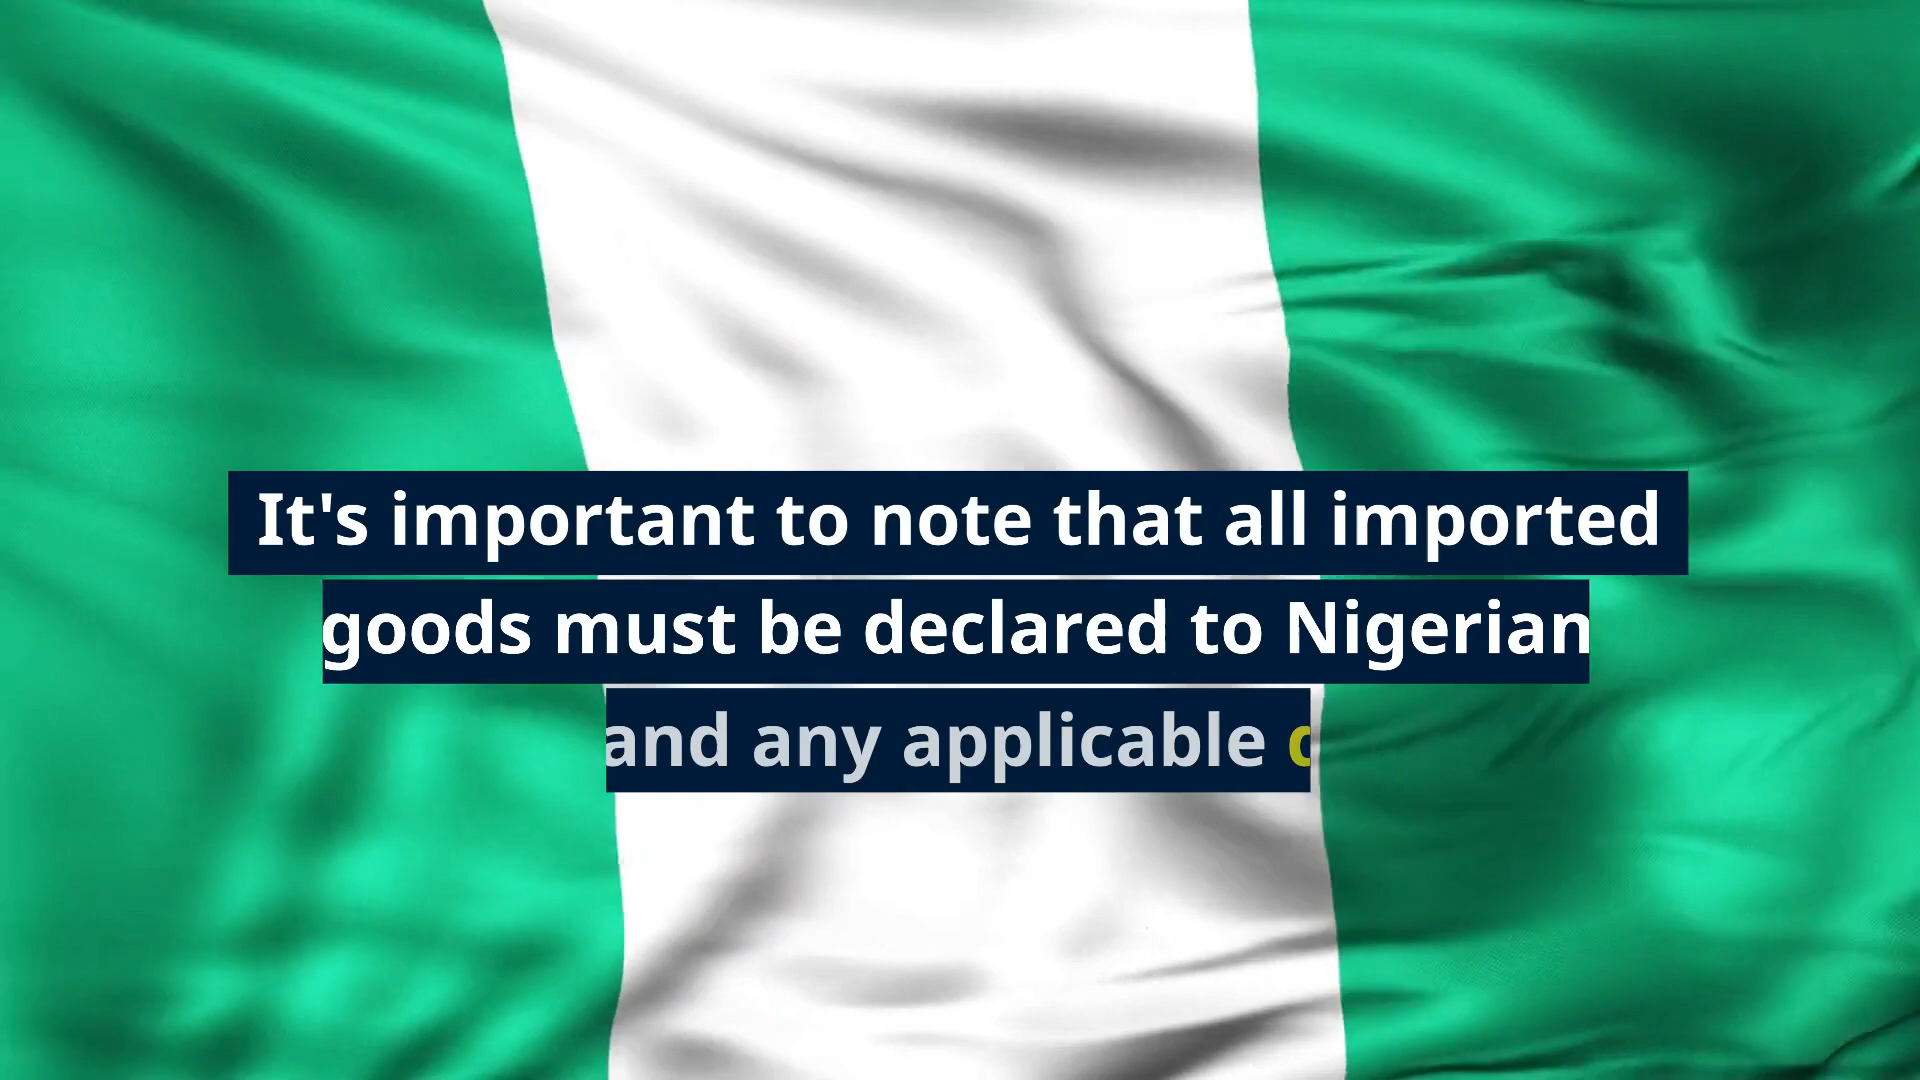 It's important to note that all imported
goods must be declared to Nigerian
and any applicable